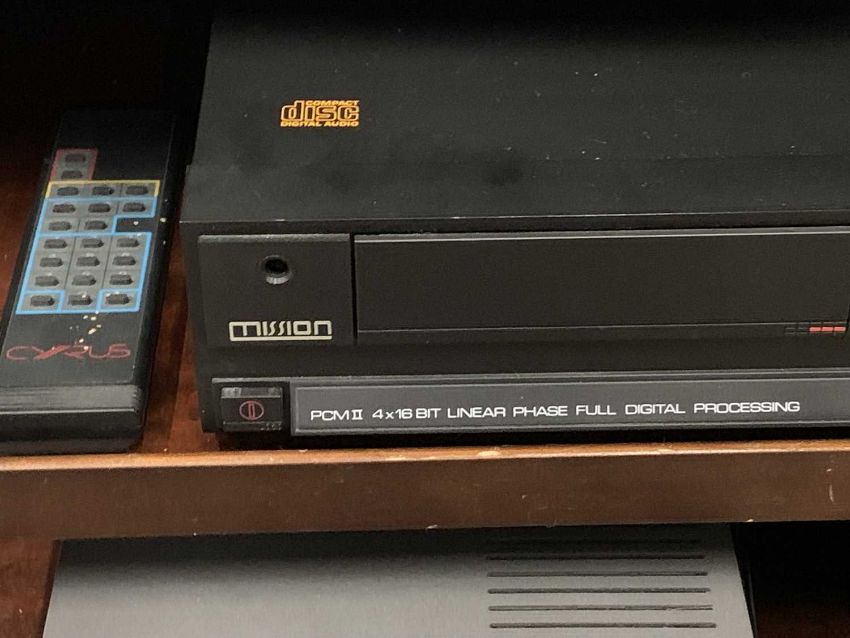 COMPACT
disc
DIGITAL AUDIO
mission
CYRUS
PCM II 4x16 BIT LINEAR PHASE FULL DIGITAL PROCESSING